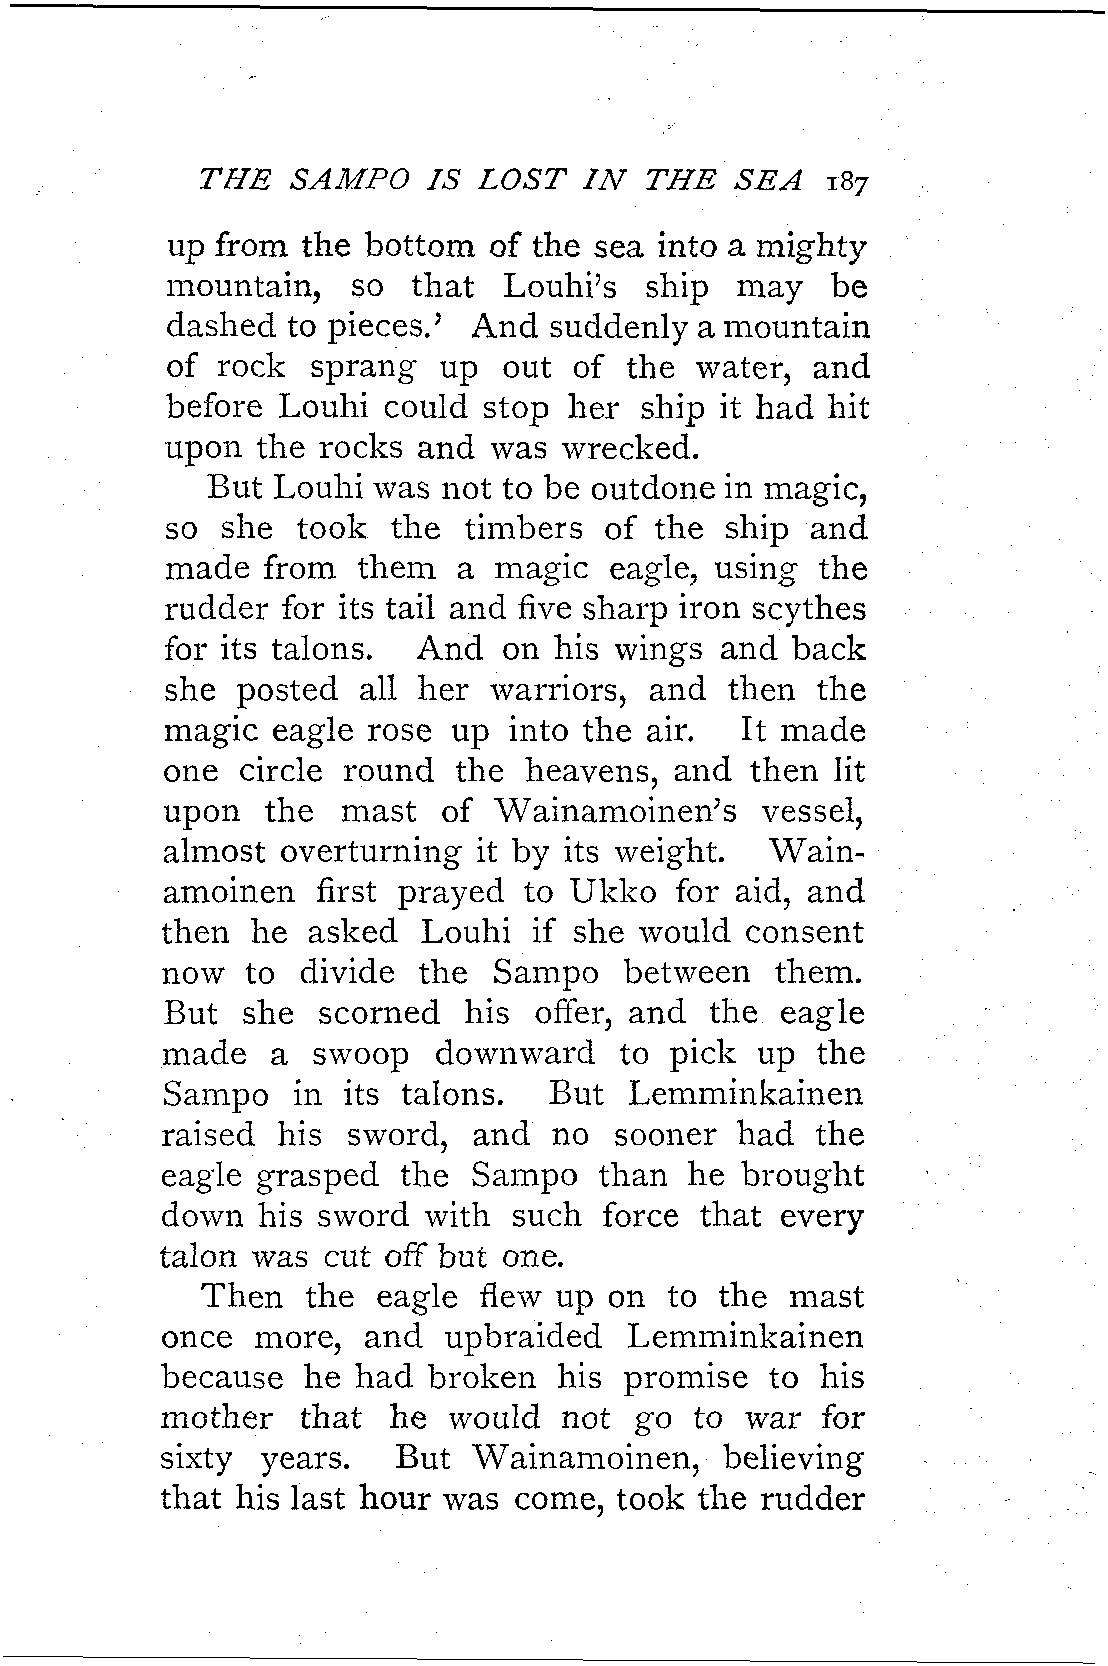 THE SAMPO IS LOST IN THE SEA 187
up from the bottom of the sea into a mighty
mountain, so that Louhi's ship may be
dashed to pieces.' And suddenly a mountain
of rock sprang up out of the water, and
before Louhi could stop her ship it had hit
upon the rocks and was wrecked.
But Louhi was not to be outdone in magic,
so she took the timbers of the ship and
made from them a magic eagle, using the
rudder for its tail and five sharp iron scythes
for its talons. And on his wings and back
she posted all her warriors, and then the
magic eagle rose up into the air. It made
one circle round the heavens, and then lit
upon the mast of Wainamoinen's vessel,
almost overturning it by its weight. Wain-
amoinen first prayed to Ukko for aid, and
then he asked Louhi if she would consent
now to divide the Sampo between them.
But she scorned his offer, and the eagle
made a swoop downward to pick up the
Sampo in its talons. But Lemminkainen
raised his sword, and no sooner had the
eagle grasped the Sampo than he brought
down his sword with such force that every
talon was cut off but one.
Then the eagle flew up on to the mast
once more, and upbraided Lemminkainen
because he had broken his promise to his
mother that he would not go to war for
sixty years. But Wainamoinen, believing
that his last hour was come, took the rudder